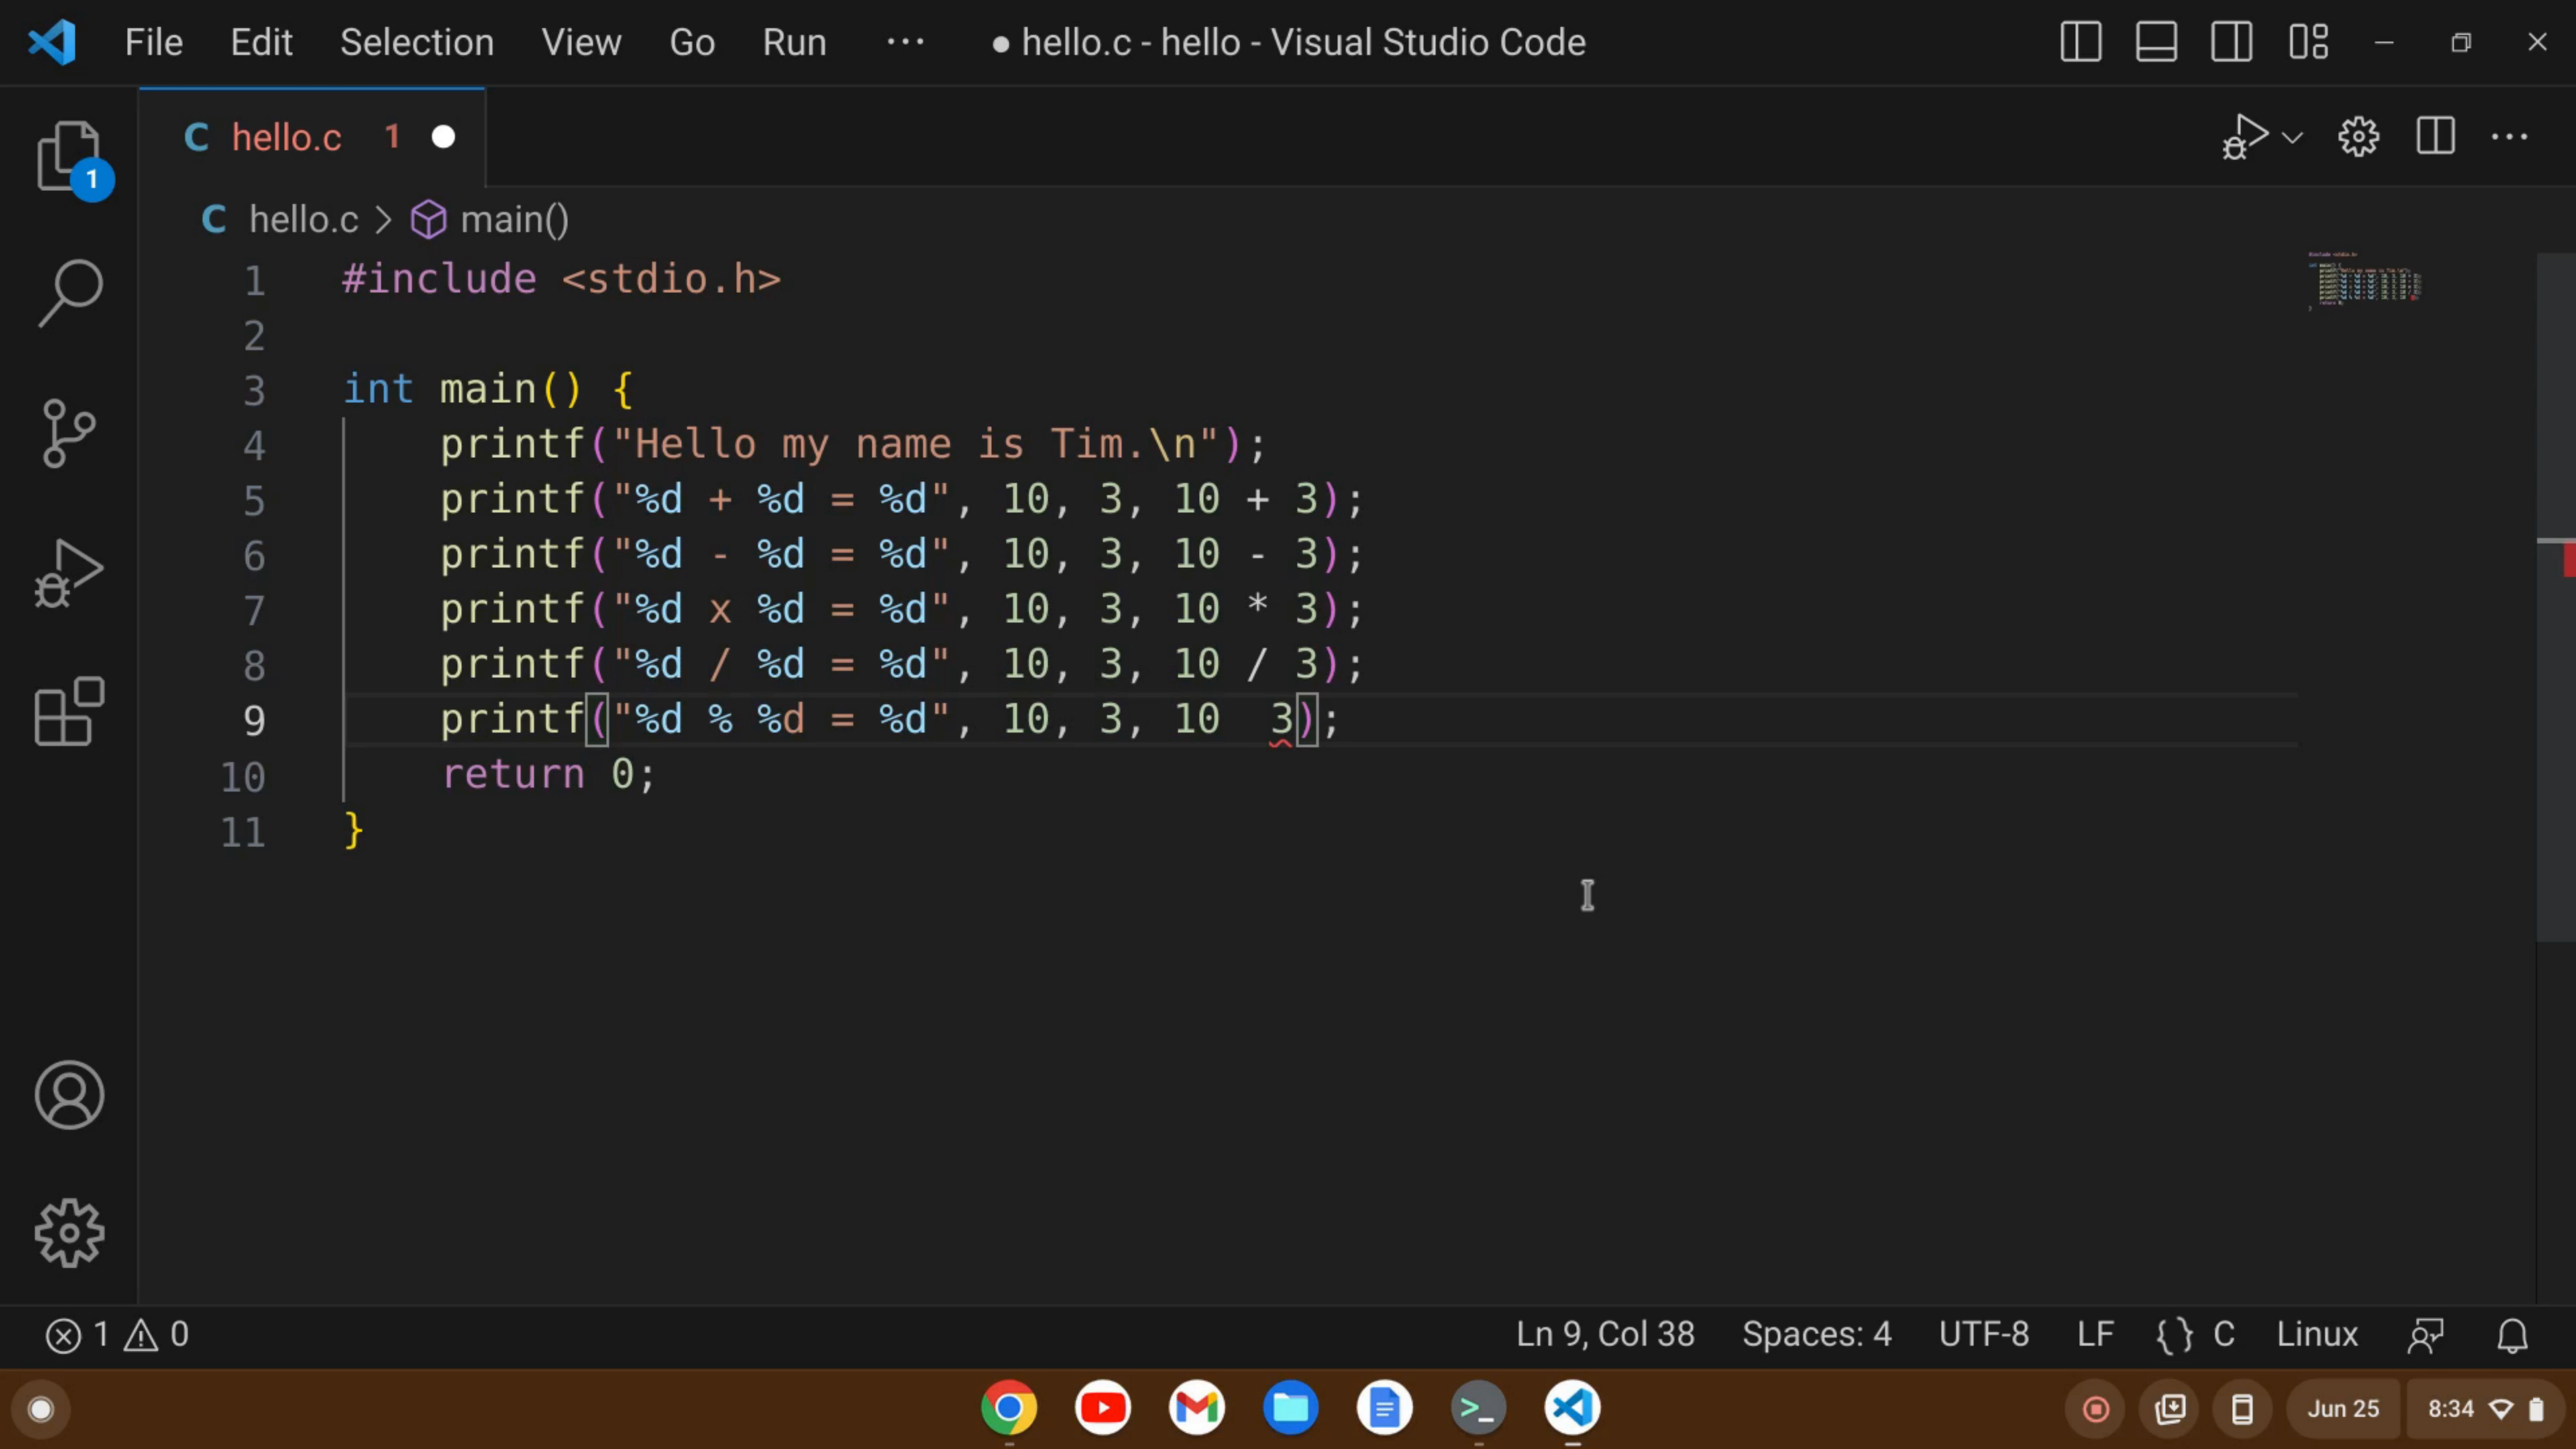 File Edit Selection View Go Run ··· ● hello.c - hello - Visual Studio Code
C hello.c 1 ●
1
C hello.c > main()
1 #include <stdio.h>
2
3 int main() {
4 printf("Hello my name is Tim.\n");
5 printf("%d + %d = %d", 10, 3, 10 + 3);
6 printf("%d - %d = %d", 10, 3, 10 - 3);
7 printf("%d x %d = %d", 10, 3, 10 * 3);
8 printf("%d / %d = %d", 10, 3, 10 / 3);
9 printf("%d % %d = %d", 10, 3, 10  3);
10 return 0;
11 }
1 0 Ln 9, Col 38 Spaces: 4 UTF-8 LF {} C Linux
Jun 25 8:34